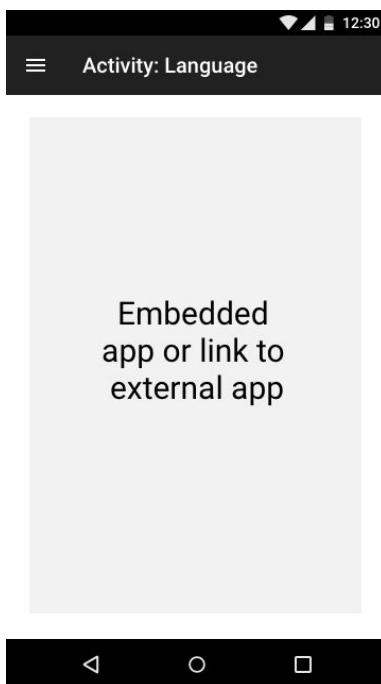 12:30
Activity: Language
Embedded
app or link to
external app